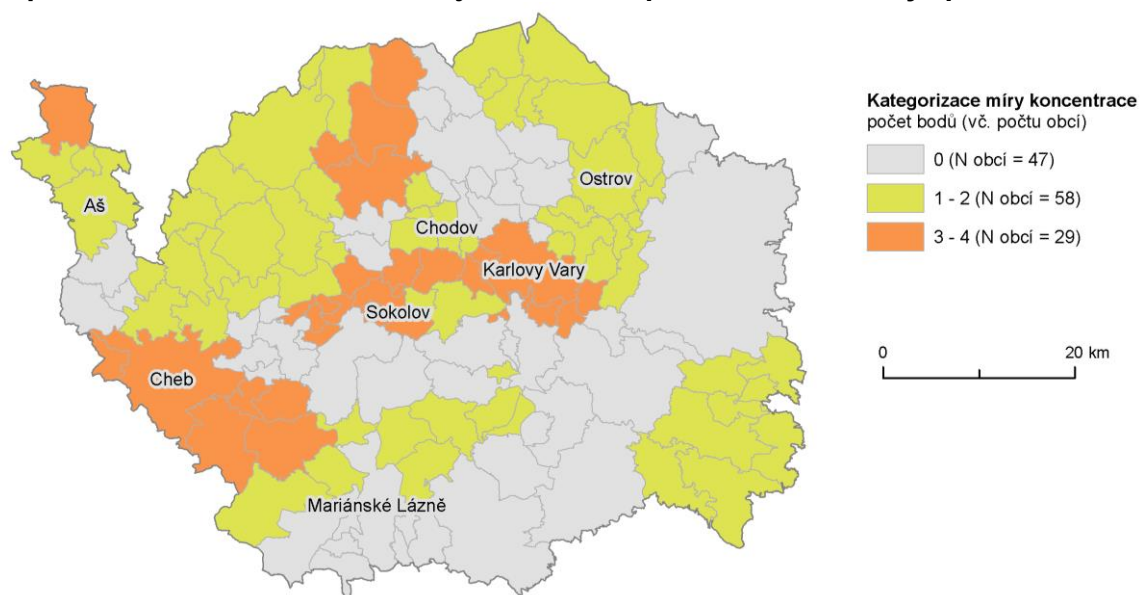 Aš
Ostrov
Chodov
Karlovy Vary
Sokolov
Cheb
Mariánské Lázně
Kategorizace míry koncentrace
počet bodů (vč. počtu obcí)
0 (N obcí = 47)
1 - 2 (N obcí = 58)
3 - 4 (N obcí = 29)
0 20 km